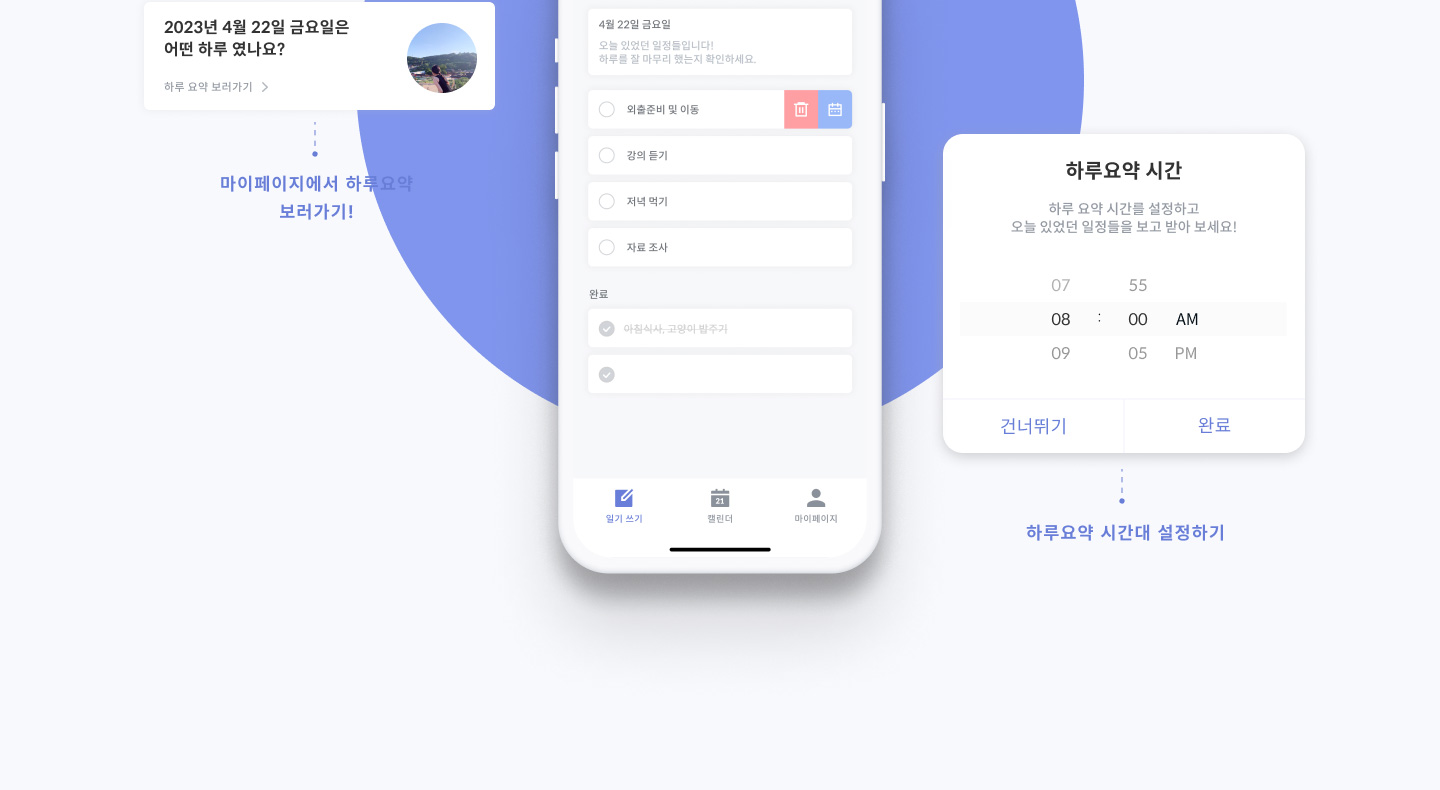 2023년 4월 22일 금요일은
어떤 하루 였나요?
하루 요약 보러가기
마이페이지에서 하루요약
보러가기!
4월 22일 금요일
오늘 있었던 일정들입니다!
하루를 잘 마무리 했는지 확인하세요.
외출준비 및 이동
강의 듣기
저녁 먹기
자료 조사
완료
아침식사, 고양이 밥주기
일기 쓰기
21
캘린더
마이페이지
하루요약 시간
하루 요약 시간를 설정하고
오늘 있었던 일정들을 보고 받아 보세요!
07 55
08 : 00 AM
09 05 PM
건너뛰기 완료
하루요약 시간대 설정하기